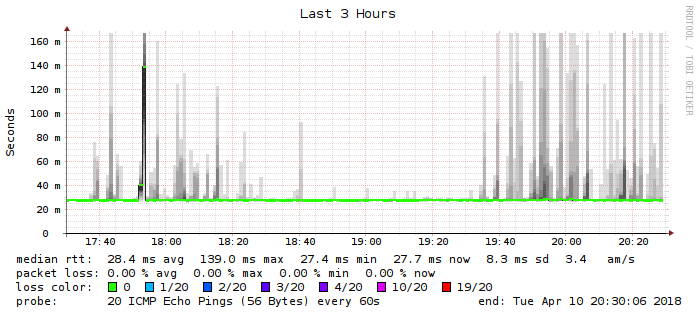 Last 3 Hours
RRDTOOL / TOBI OETIKER
Seconds
160 m
140 m
120 m
100 m
80 m
60 m
40 m
20 m
0
17:40 18:00 18:20 18:40 19:00 19:20 19:40 20:00 20:20
median rtt: 28.4 ms avg 139.0 ms max 27.4 ms min 27.7 ms now 8.3 ms sd 3.4 am/s
packet loss: 0.00 % avg 0.00 % max 0.00 % min 0.00 % now
loss color: 0 1/20 2/20 3/20 4/20 10/20 19/20
probe: 20 ICMP Echo Pings (56 Bytes) every 60s end: Tue Apr 10 20:30:06 2018